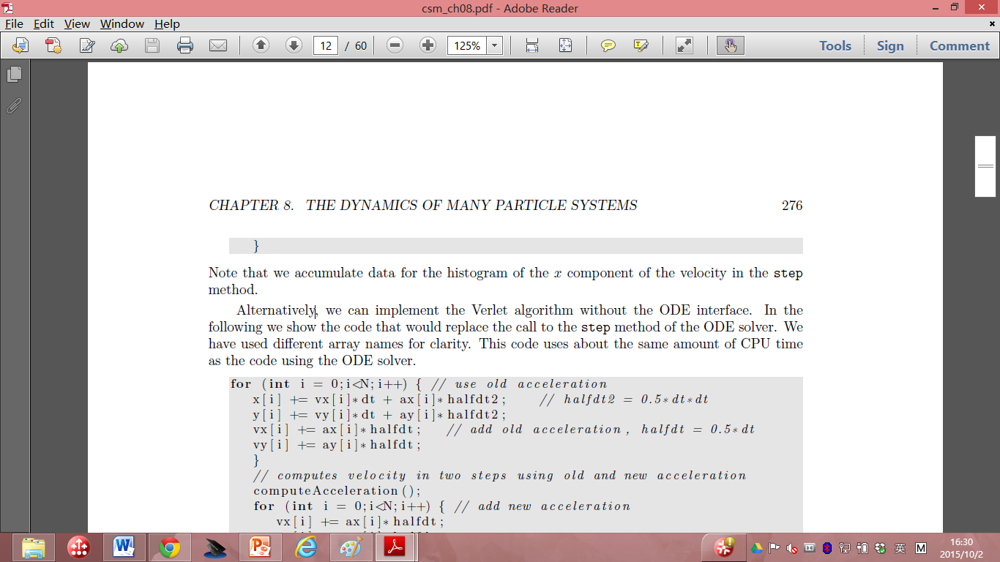 csm_ch08.pdf - Adobe Reader
File Edit View Window Help
12 / 60 125% Tools Sign Comment
CHAPTER 8. THE DYNAMICS OF MANY PARTICLE SYSTEMS 276
}
Note that we accumulate data for the histogram of the x component of the velocity in the step
method.
Alternatively, we can implement the Verlet algorithm without the ODE interface. In the
following we show the code that would replace the call to the step method of the ODE solver. We
have used different array names for clarity. This code uses about the same amount of CPU time
as the code using the ODE solver.
for (int i = 0;i<N;i++) { // use old acceleration
x[i] += vx[i]*dt + ax[i]*halfdt2; // halfdt2 = 0.5*dt*dt
y[i] += vy[i]*dt + ay[i]*halfdt2;
vx[i] += ax[i]*halfdt; // add old acceleration, halfdt = 0.5*dt
vy[i] += ay[i]*halfdt;
}
// computes velocity in two steps using old and new acceleration
computeAcceleration();
for (int i = 0;i<N;i++) { // add new acceleration
vx[i] += ax[i]*halfdt;
英 M
16:30
2015/10/2